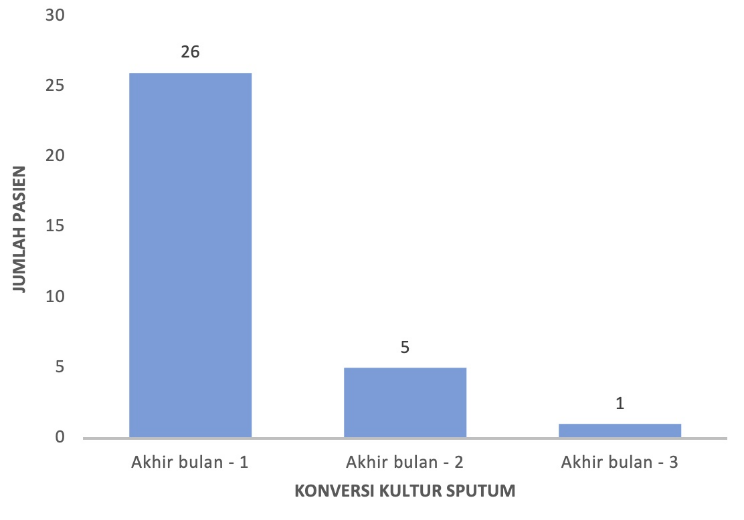 30
26
25
20
15
10
5
0
5
1
JUMLAH PASIEN
Akhir bulan - 1
Akhir bulan - 2
Akhir bulan - 3
KONVERSI KULTUR SPUTUM